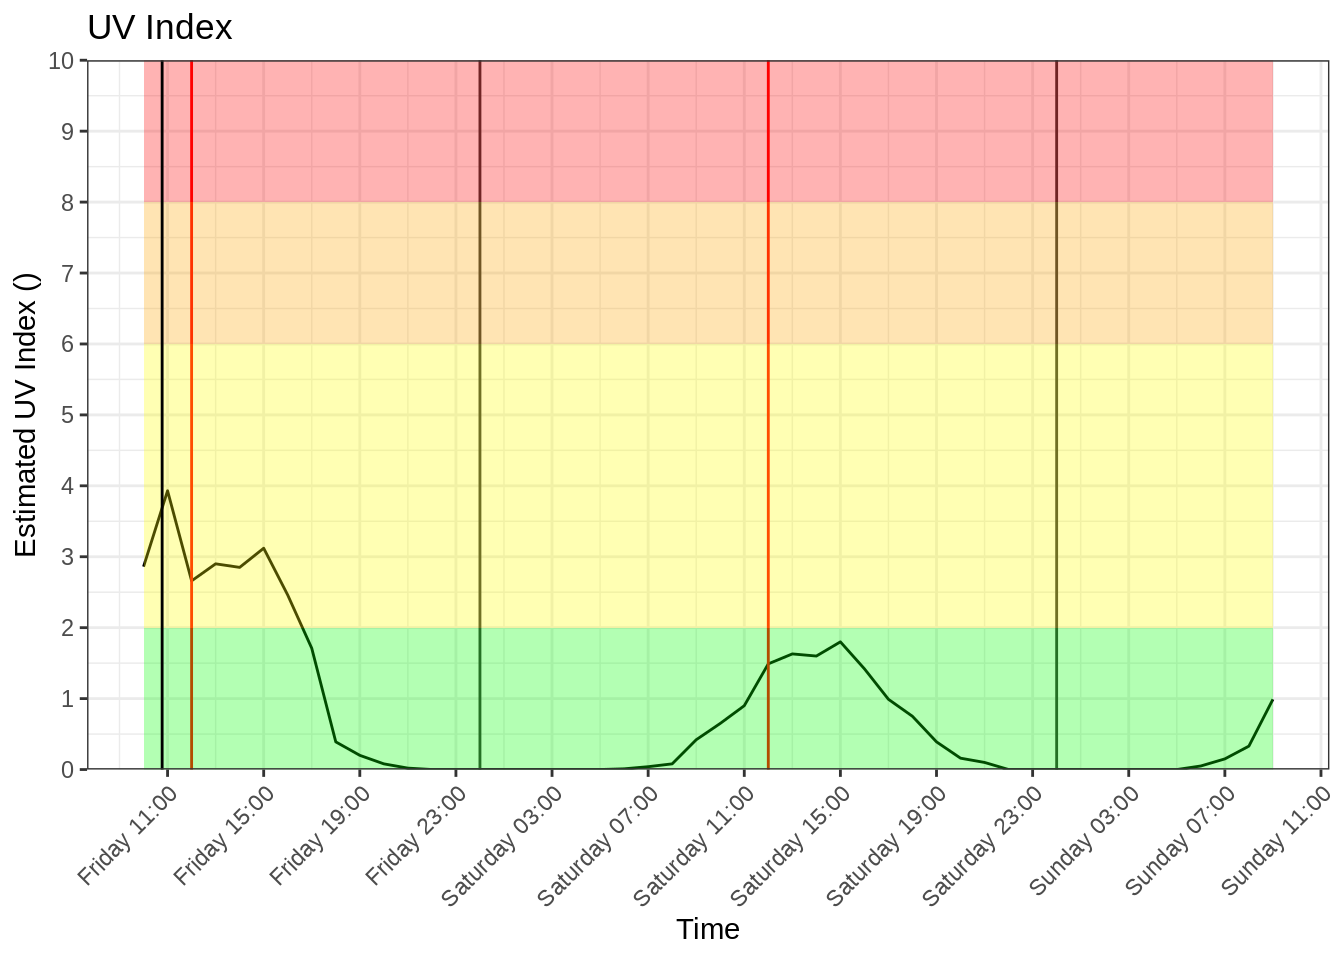 UV Index
Estimated UV Index ()
10
9
8
7
6
5
4
3
2
1
0
Friday 11:00
Friday 15:00
Friday 19:00
Friday 23:00
Saturday 03:00
Saturday 07:00
Saturday 11:00
Saturday 15:00
Saturday 19:00
Saturday 23:00
Sunday 03:00
Sunday 07:00
Sunday 11:00
Time